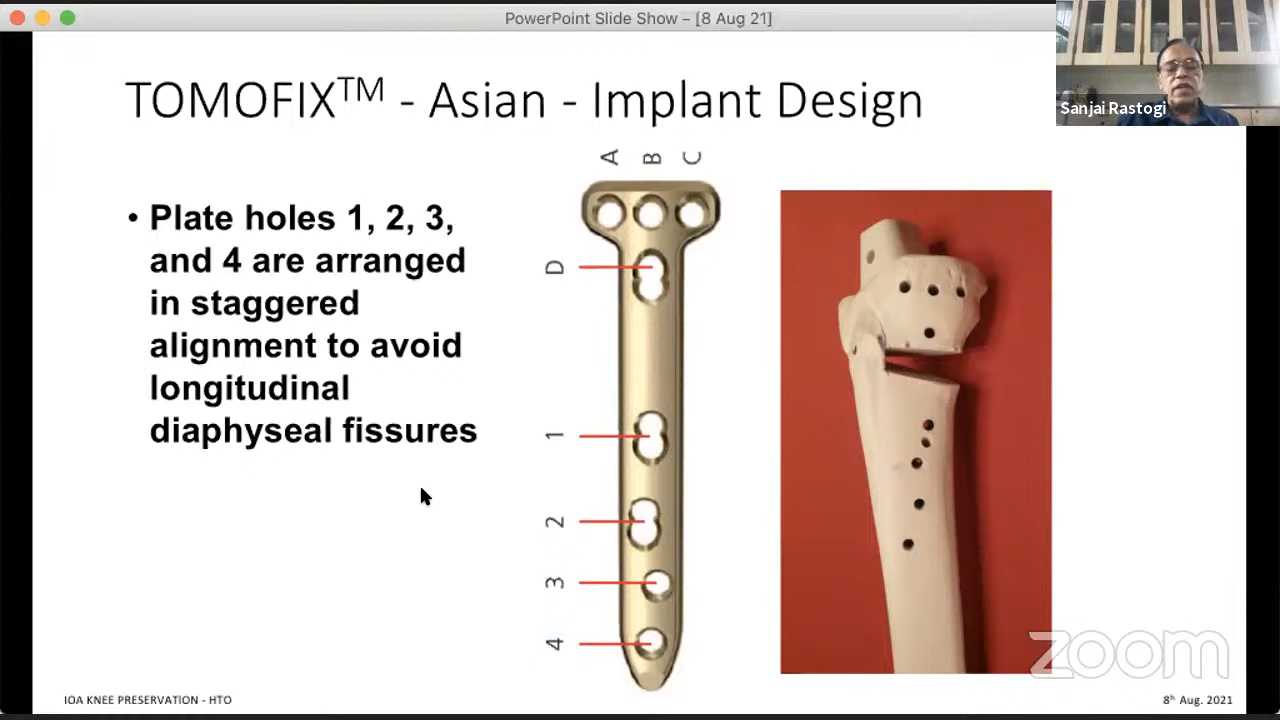 PowerPoint Slide Show – [8 Aug 21]
Sanjai Rastogi
TOMOFIX™ - Asian - Implant Design
A B C
• Plate holes 1, 2, 3,
and 4 are arranged
in staggered
alignment to avoid
longitudinal
diaphyseal fissures
D
1
2
3
4
zoom
IOA KNEE PRESERVATION - HTO
8ᵗʰ Aug. 2021